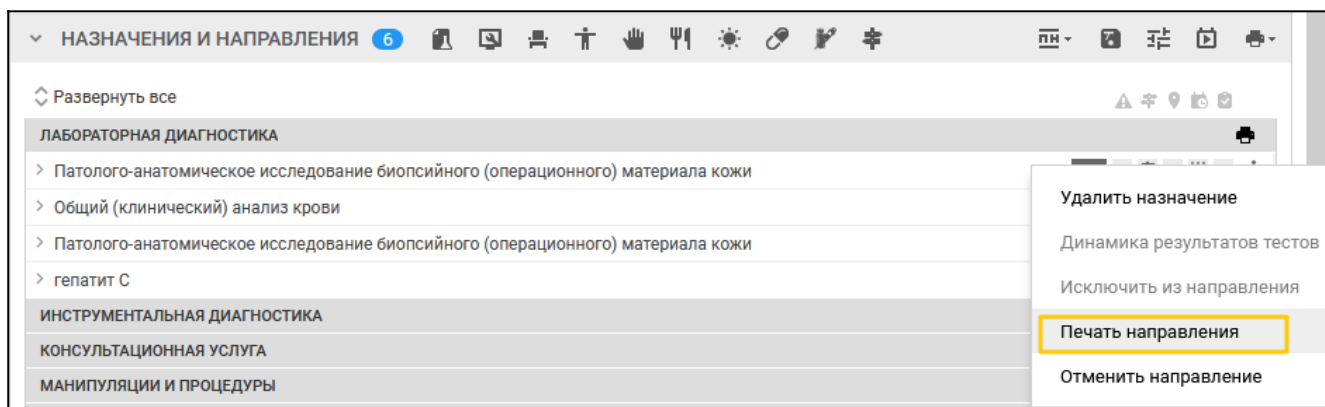 НАЗНАЧЕНИЯ И НАПРАВЛЕНИЯ 6 ПН
Развернуть все
ЛАБОРАТОРНАЯ ДИАГНОСТИКА
Патолого-анатомическое исследование биопсийного (операционного) материала кожи
Общий (клинический) анализ крови
Патолого-анатомическое исследование биопсийного (операционного) материала кожи
гепатит С
ИНСТРУМЕНТАЛЬНАЯ ДИАГНОСТИКА
КОНСУЛЬТАЦИОННАЯ УСЛУГА
МАНИПУЛЯЦИИ И ПРОЦЕДУРЫ
Удалить назначение
Динамика результатов тестов
Исключить из направления
Печать направления
Отменить направление